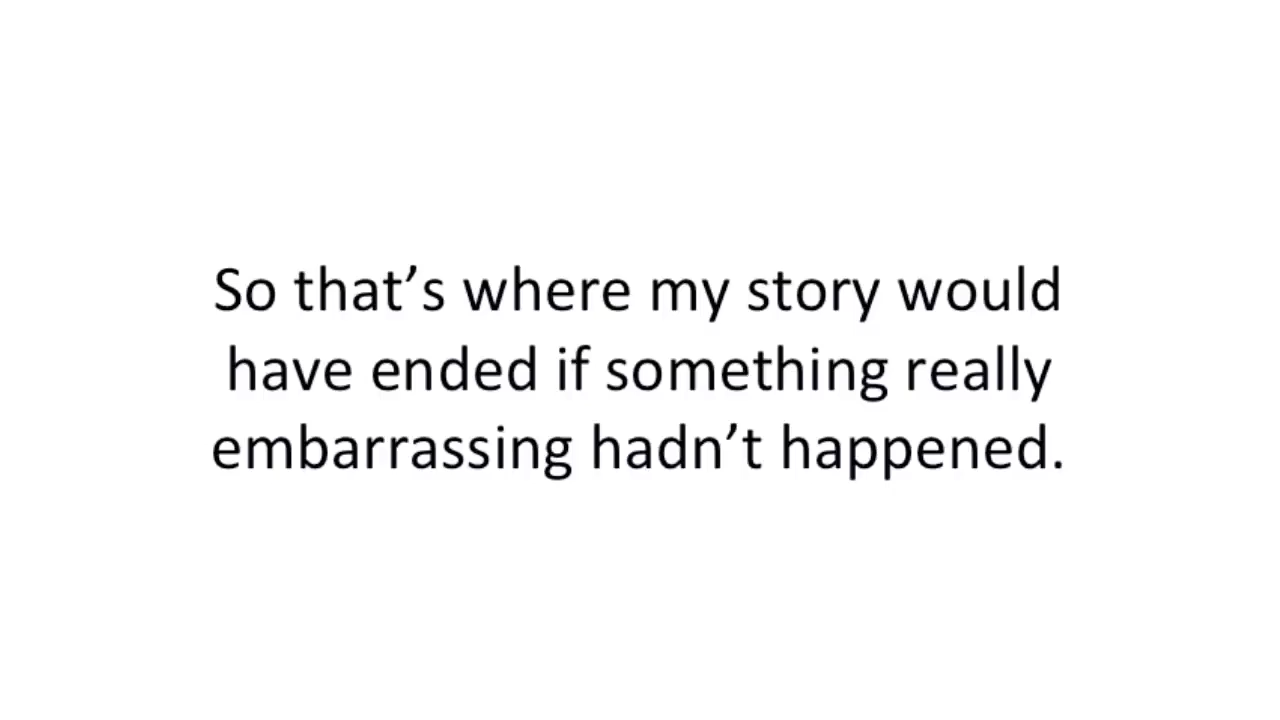 So that’s where my story would
have ended if something really
embarrassing hadn’t happened.